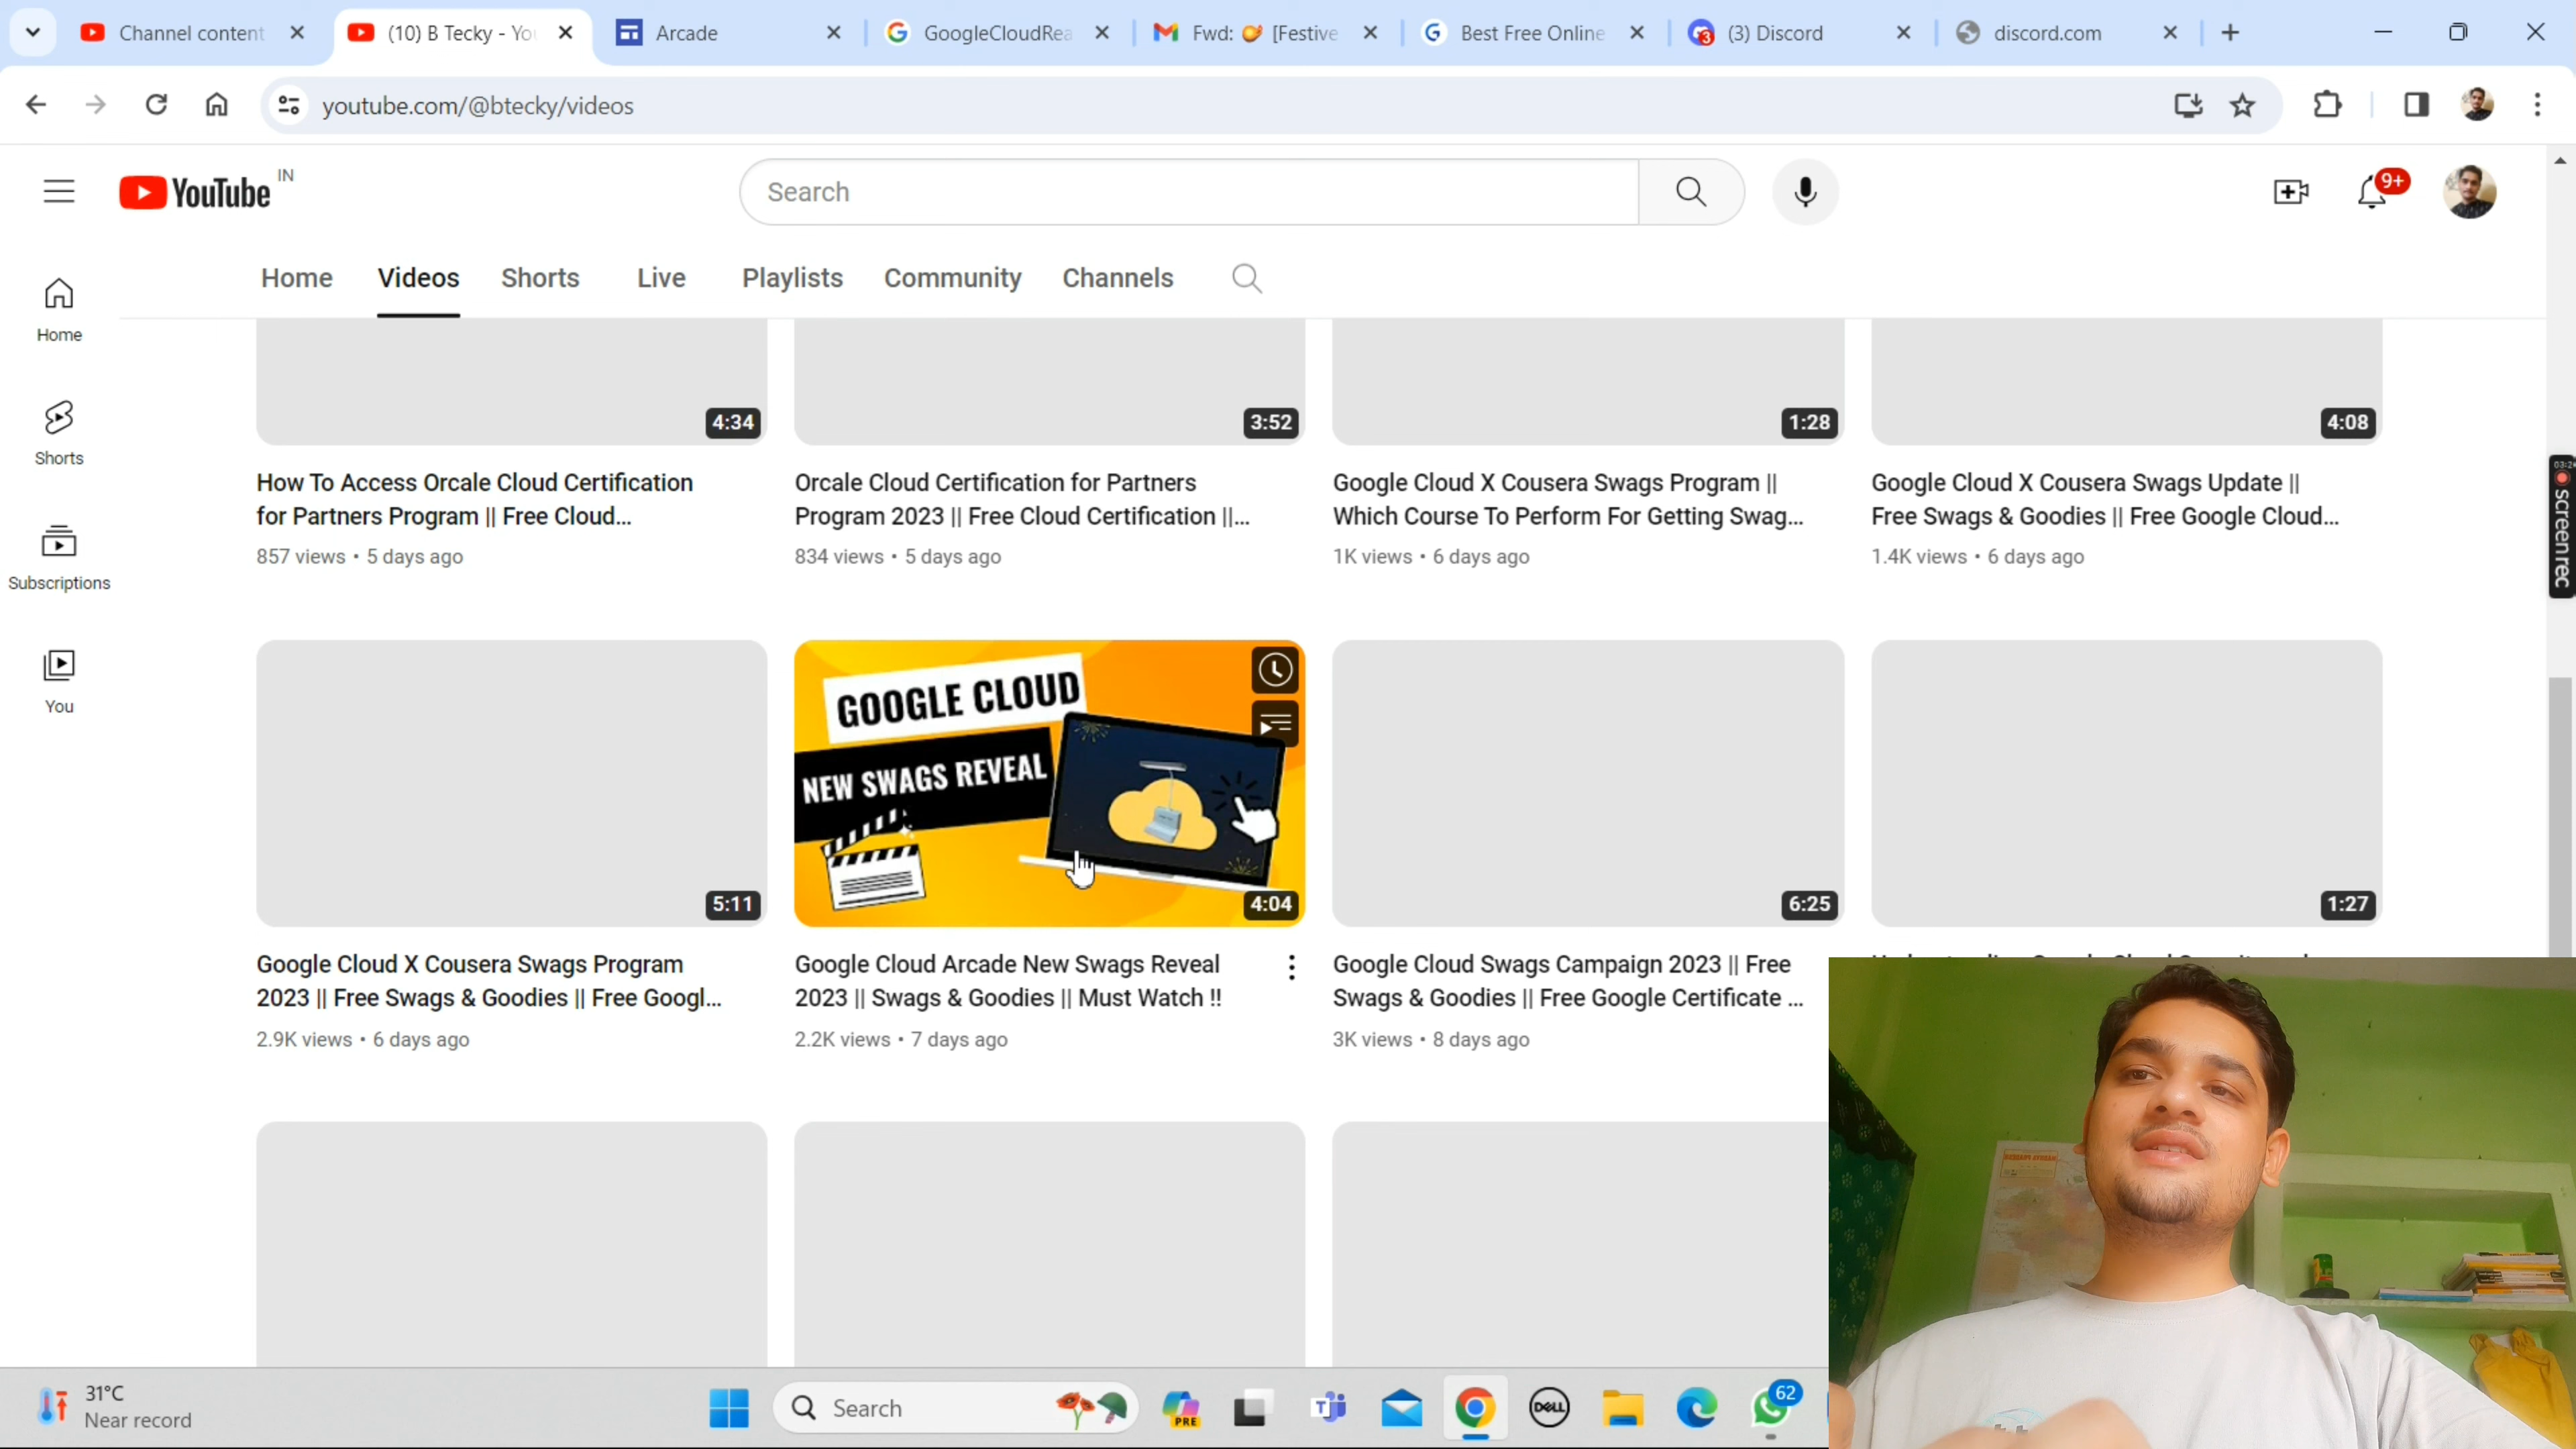 Channel content
(10) B Tecky - Yo
Arcade
GoogleCloudRea
Fwd: [Festive
Best Free Online
(3) Discord
discord.com
youtube.com/@btecky/videos
YouTube IN
Search
9+
Home
Videos
Shorts
Live
Playlists
Community
Channels
Home
Shorts
Subscriptions
You
4:34
3:52
1:28
4:08
How To Access Orcale Cloud Certification
for Partners Program || Free Cloud...
857 views • 5 days ago
Orcale Cloud Certification for Partners
Program 2023 || Free Cloud Certification ||...
834 views • 5 days ago
Google Cloud X Cousera Swags Program ||
Which Course To Perform For Getting Swag...
1K views • 6 days ago
Google Cloud X Cousera Swags Update ||
Free Swags & Goodies || Free Google Cloud...
1.4K views • 6 days ago
screenrec
GOOGLE CLOUD
NEW SWAGS REVEAL
5:11
4:04
6:25
1:27
Google Cloud X Cousera Swags Program
2023 || Free Swags & Goodies || Free Googl...
2.9K views • 6 days ago
Google Cloud Arcade New Swags Reveal
2023 || Swags & Goodies || Must Watch !!
2.2K views • 7 days ago
Google Cloud Swags Campaign 2023 || Free
Swags & Goodies || Free Google Certificate ...
3K views • 8 days ago
31°C
Near record
Search
PRE
DELL
62